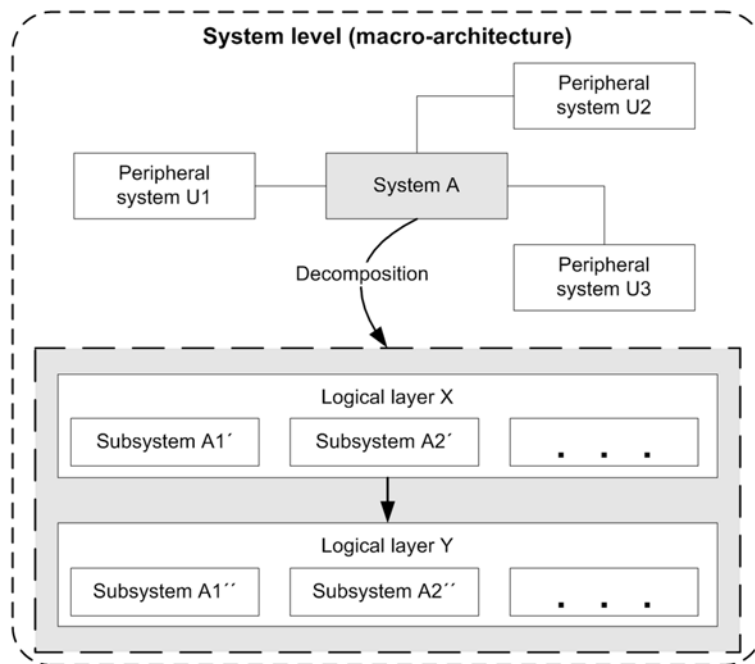 System level (macro-architecture)
Peripheral
system U2
Peripheral
system U1
System A
Peripheral
system U3
Decomposition
Logical layer X
Subsystem A1´
Subsystem A2´
. . .
Logical layer Y
Subsystem A1´´
Subsystem A2´´
. . .